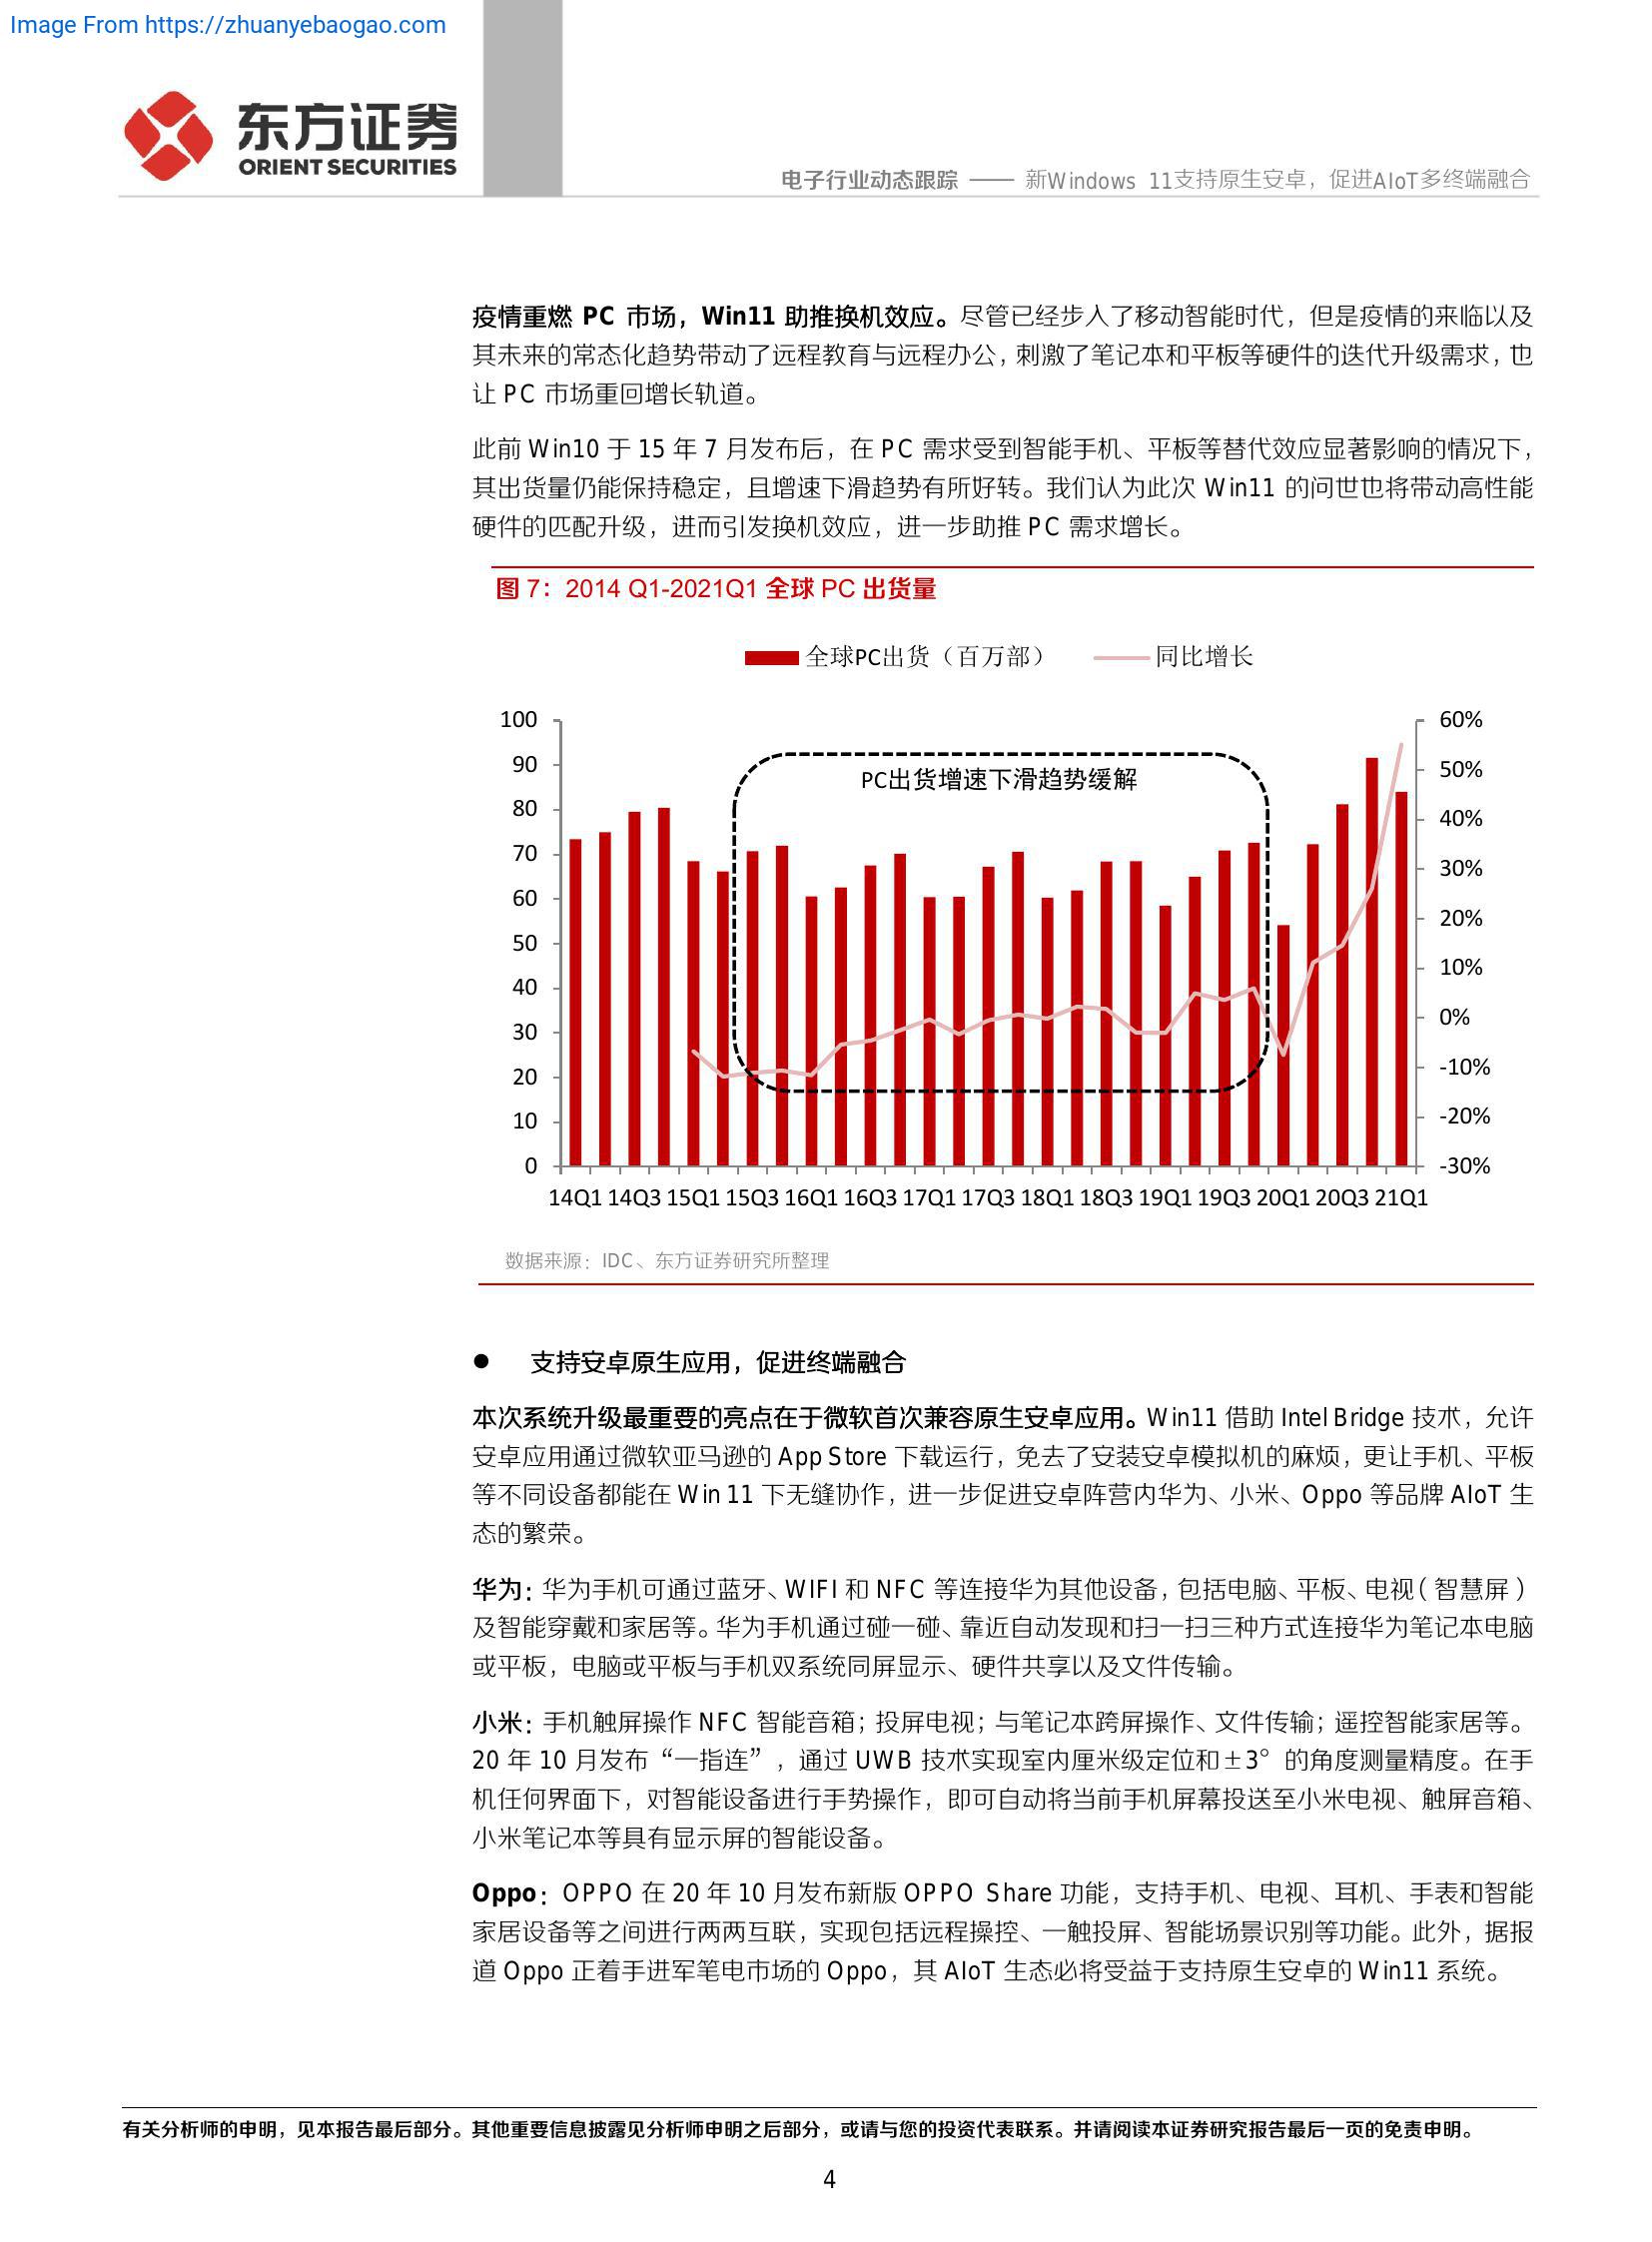 Image From https://zhuanyebaogao.com
东方证券
ORIENT SECURITIES
电子行业动态跟踪 —— 新Windows 11支持原生安卓，促进AIoT多终端融合
疫情重燃 PC 市场，Win11 助推换机效应。尽管已经步入了移动智能时代，但是疫情的来临以及
其未来的常态化趋势带动了远程教育与远程办公，刺激了笔记本和平板等硬件的迭代升级需求，也
让 PC 市场重回增长轨道。
此前 Win10 于 15 年 7 月发布后，在 PC 需求受到智能手机、平板等替代效应显著影响的情况下，
其出货量仍能保持稳定，且增速下滑趋势有所好转。我们认为此次 Win11 的问世也将带动高性能
硬件的匹配升级，进而引发换机效应，进一步助推 PC 需求增长。
图 7：2014 Q1-2021Q1 全球 PC 出货量
全球PC出货（百万部） 同比增长
PC出货增速下滑趋势缓解
100 60%
90 50%
80 40%
70 30%
60 20%
50 10%
40 0%
30 -10%
20 -20%
10 -30%
0
14Q1 14Q3 15Q1 15Q3 16Q1 16Q3 17Q1 17Q3 18Q1 18Q3 19Q1 19Q3 20Q1 20Q3 21Q1
数据来源：IDC、东方证券研究所整理
● 支持安卓原生应用，促进终端融合
本次系统升级最重要的亮点在于微软首次兼容原生安卓应用。Win11 借助 Intel Bridge 技术，允许
安卓应用通过微软亚马逊的 App Store 下载运行，免去了安装安卓模拟机的麻烦，更让手机、平板
等不同设备都能在 Win 11 下无缝协作，进一步促进安卓阵营内华为、小米、Oppo 等品牌 AIoT 生
态的繁荣。
华为：华为手机可通过蓝牙、WIFI 和 NFC 等连接华为其他设备，包括电脑、平板、电视（智慧屏）
及智能穿戴和家居等。华为手机通过碰一碰、靠近自动发现和扫一扫三种方式连接华为笔记本电脑
或平板，电脑或平板与手机双系统同屏显示、硬件共享以及文件传输。
小米：手机触屏操作 NFC 智能音箱；投屏电视；与笔记本跨屏操作、文件传输；遥控智能家居等。
20 年 10 月发布“一指连”，通过 UWB 技术实现室内厘米级定位和±3°的角度测量精度。在手
机任何界面下，对智能设备进行手势操作，即可自动将当前手机屏幕投送至小米电视、触屏音箱、
小米笔记本等具有显示屏的智能设备。
Oppo：OPPO 在 20 年 10 月发布新版 OPPO Share 功能，支持手机、电视、耳机、手表和智能
家居设备等之间进行两两互联，实现包括远程操控、一触投屏、智能场景识别等功能。此外，据报
道 Oppo 正着手进军笔电市场的 Oppo，其 AIoT 生态必将受益于支持原生安卓的 Win11 系统。
有关分析师的申明，见本报告最后部分。其他重要信息披露见分析师申明之后部分，或请与您的投资代表联系。并请阅读本证券研究报告最后一页的免责申明。
4